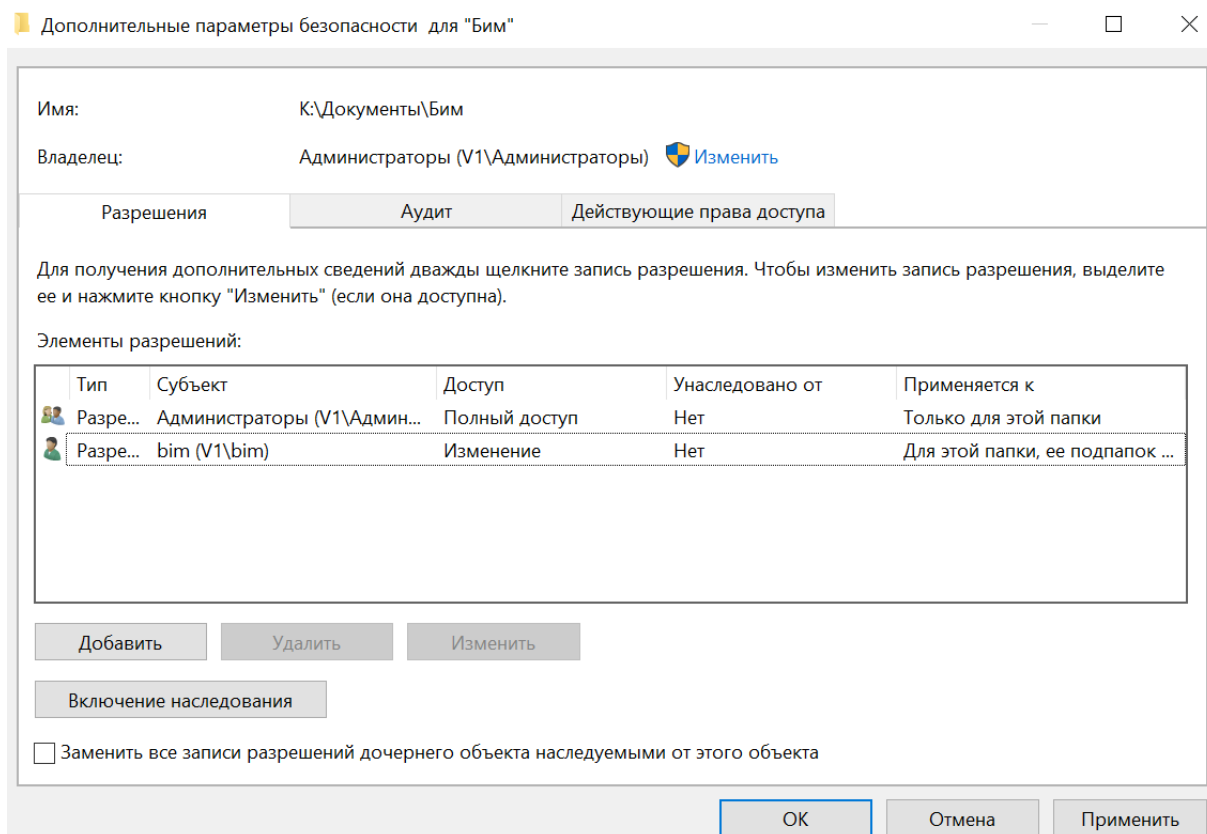 Дополнительные параметры безопасности для "Бим"
Имя: K:\Документы\Бим
Владелец: Администраторы (V1\Администраторы) Изменить
Разрешения Аудит Действующие права доступа
Для получения дополнительных сведений дважды щелкните запись разрешения. Чтобы изменить запись разрешения, выделите
ее и нажмите кнопку "Изменить" (если она доступна).
Элементы разрешений:
Тип Субъект Доступ Унаследовано от Применяется к
Разре... Администраторы (V1\Админ... Полный доступ Нет Только для этой папки
Разре... bim (V1\bim) Изменение Нет Для этой папки, ее подпапок ...
Добавить Удалить Изменить
Включение наследования
Заменить все записи разрешений дочернего объекта наследуемыми от этого объекта
ОК Отмена Применить